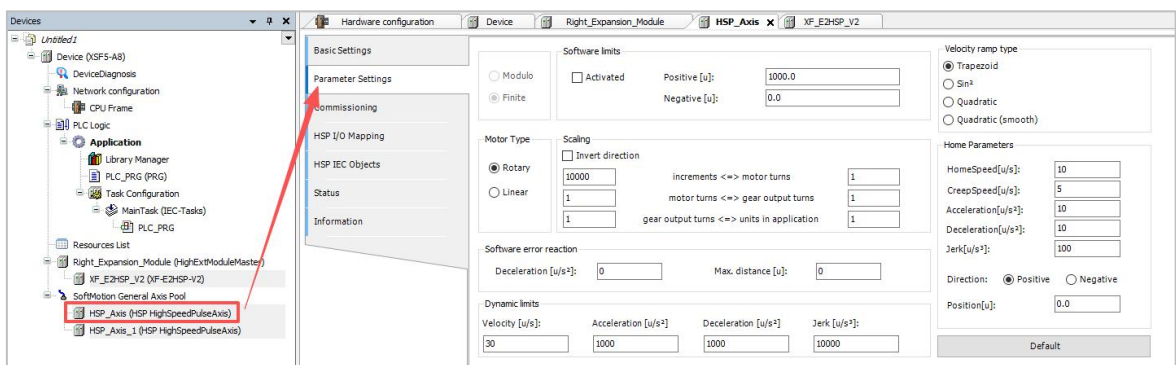 Devices
Untitled1
Device (XSF5-A8)
DeviceDiagnosis
Network configuration
CPU Frame
PLC Logic
Application
Library Manager
PLC_PRG (PRG)
Task Configuration
MainTask (IEC-Tasks)
PLC_PRG
Resources List
Right_Expansion_Module (HighExtModuleMaster)
XF_E2HSP_V2 (XF-E2HSP-V2)
SoftMotion General Axis Pool
HSP_Axis (HSP HighSpeedPulseAxis)
HSP_Axis_1 (HSP HighSpeedPulseAxis)
Hardware configuration Device Right_Expansion_Module HSP_Axis XF_E2HSP_V2
Basic Settings
Parameter Settings
Commissioning
HSP I/O Mapping
HSP IEC Objects
Status
Information
Modulo
Finite
Software limits
Activated Positive [u]: 1000.0
Negative [u]: 0.0
Motor Type
Rotary
Linear
Scaling
Invert direction
10000 increments <=> motor turns 1
1 motor turns <=> gear output turns 1
1 gear output turns <=> units in application 1
Software error reaction
Deceleration [u/s²]: 0 Max. distance [u]: 0
Dynamic limits
Velocity [u/s]: Acceleration [u/s²] Deceleration [u/s²] Jerk [u/s³]:
30 1000 1000 10000
Velocity ramp type
Trapezoid
Sin²
Quadratic
Quadratic (smooth)
Home Parameters
HomeSpeed[u/s]: 10
CreepSpeed[u/s]: 5
Acceleration[u/s²]: 10
Deceleration[u/s²]: 10
Jerk[u/s³]: 100
Direction: Positive Negative
Position[u]: 0.0
Default